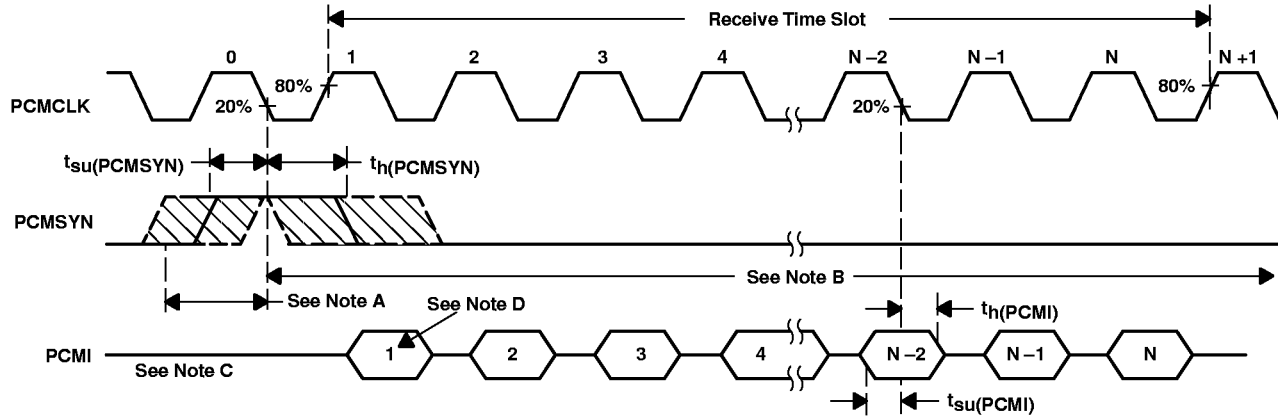 Receive Time Slot
0 1 2 3 4 N – 2 N – 1 N N + 1
80% 80%
PCMCLK 20% 20%
tsu(PCMSYN) th(PCMSYN)
PCMSYN
See Note B
See Note A
See Note D th(PCMI)
PCMI 1 2 3 4 N – 2 N – 1 N
See Note C
tsu(PCMI)